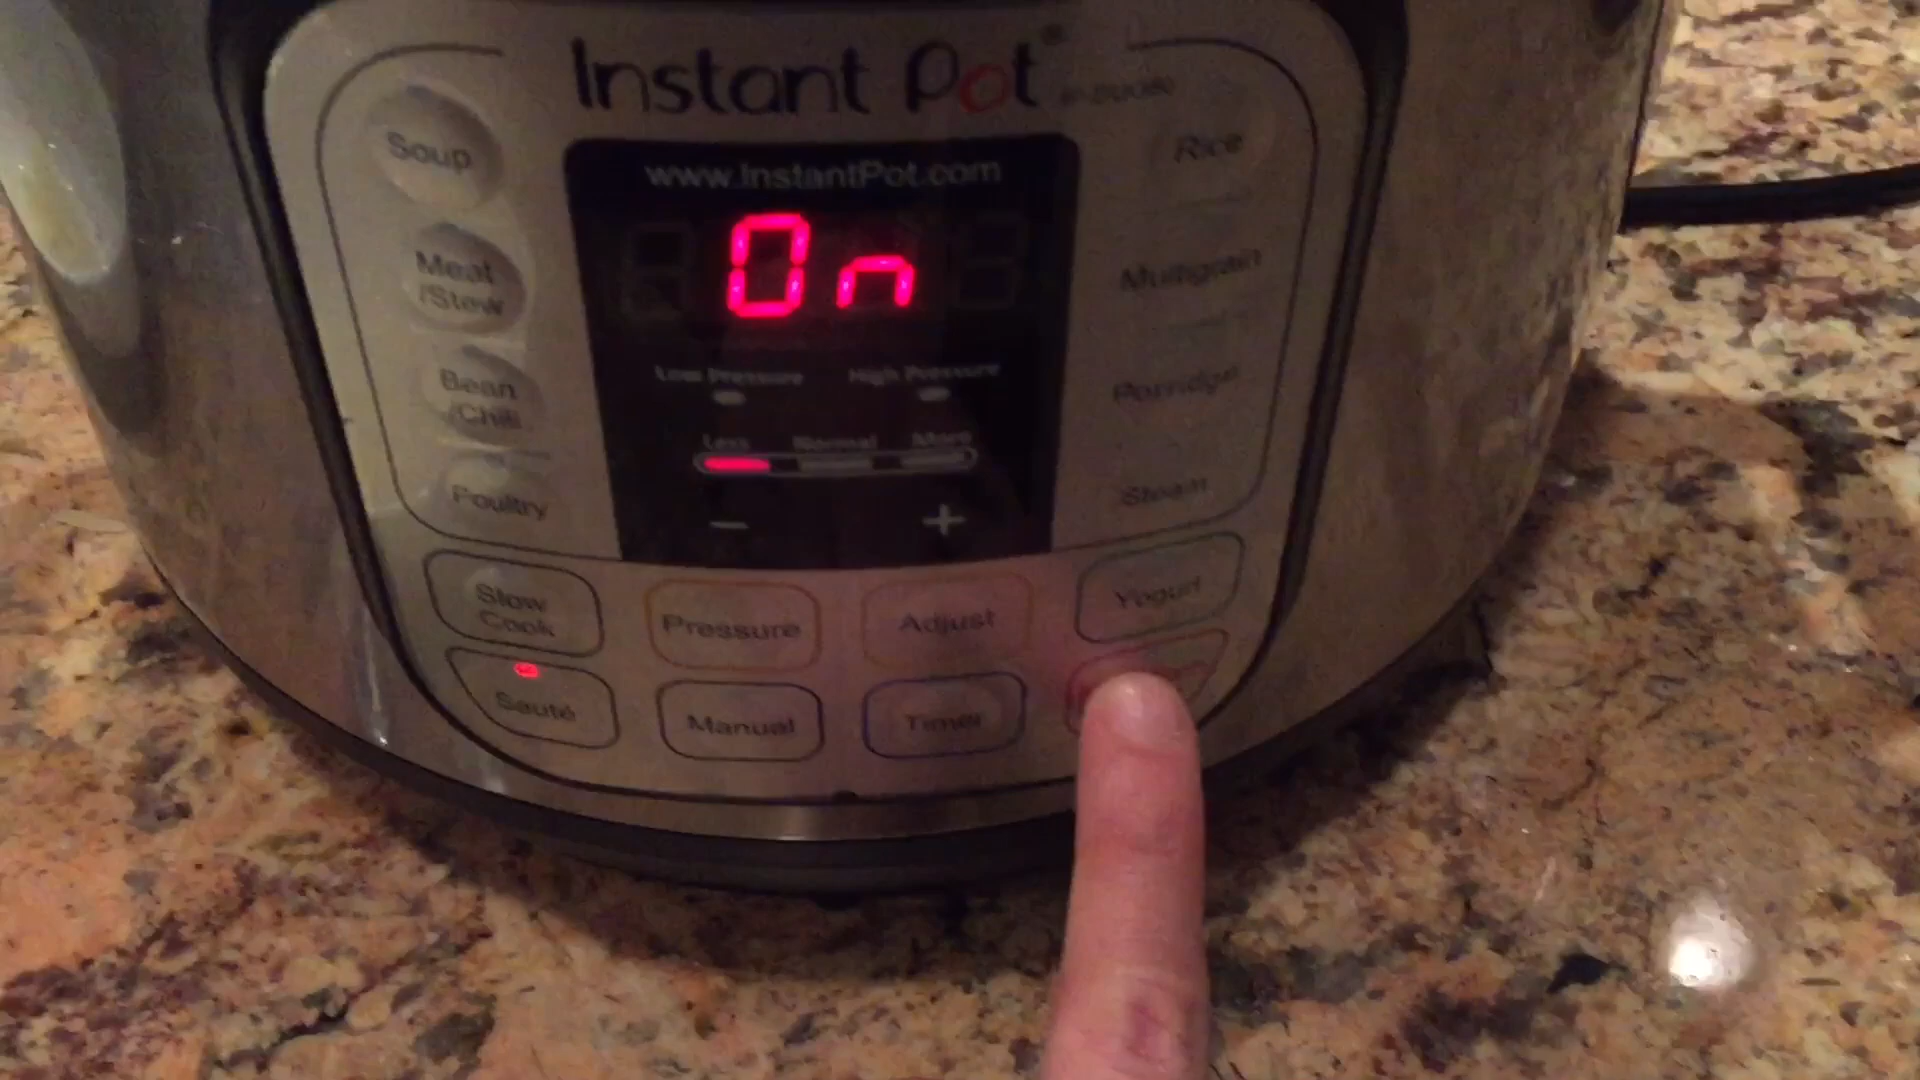 Instant Pot®
www.InstantPot.com
On
Low Pressure High Pressure
Less Normal More
− +
Soup
Meat
/Stew
Bean
/Chili
Poultry
Rice
Multigrain
Porridge
Steam
Slow
Cook
Pressure
Adjust
Yogurt
Sauté
Manual
Timer